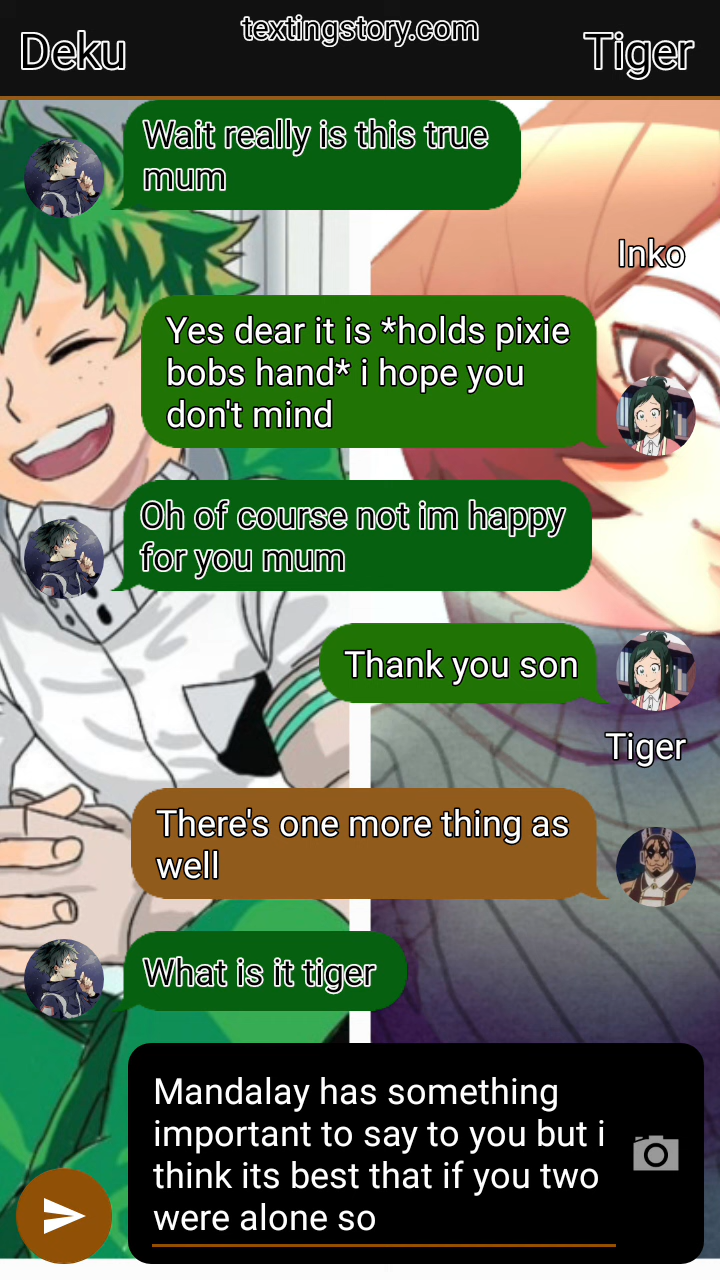 textingstory.com
Deku
Tiger
Wait really is this true
mum
Inko
Yes dear it is *holds pixie
bobs hand* i hope you
don't mind
Oh of course not im happy
for you mum
Thank you son
Tiger
There's one more thing as
well
What is it tiger
Mandalay has something
important to say to you but i
think its best that if you two
were alone so